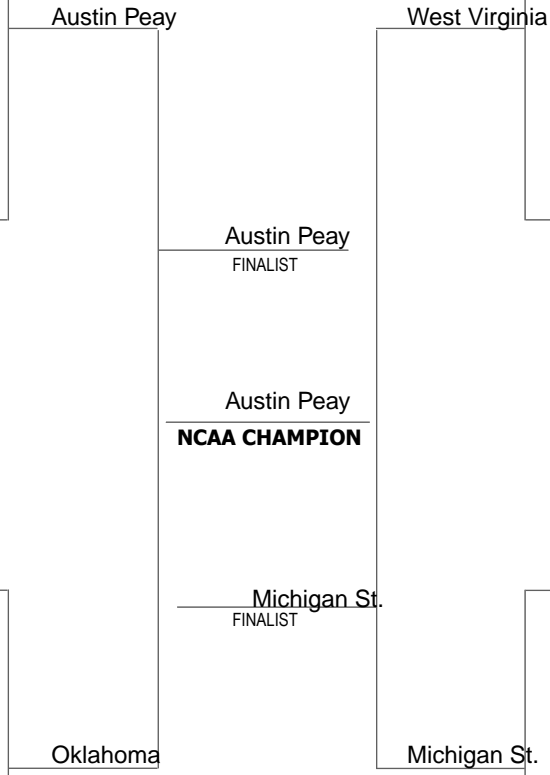 Austin Peay
West Virginia
Austin Peay
FINALIST
Austin Peay
NCAA CHAMPION
Michigan St.
FINALIST
Oklahoma
Michigan St.